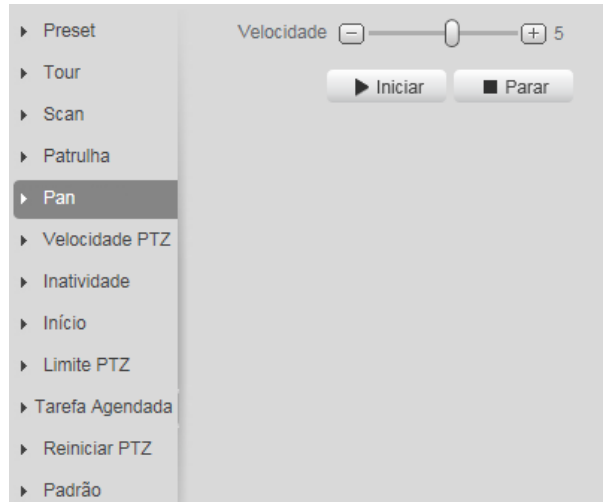 Preset
Tour
Scan
Patrulha
Pan
Velocidade PTZ
Inatividade
Início
Limite PTZ
Tarefa Agendada
Reiniciar PTZ
Padrão
Velocidade 5
Iniciar Parar